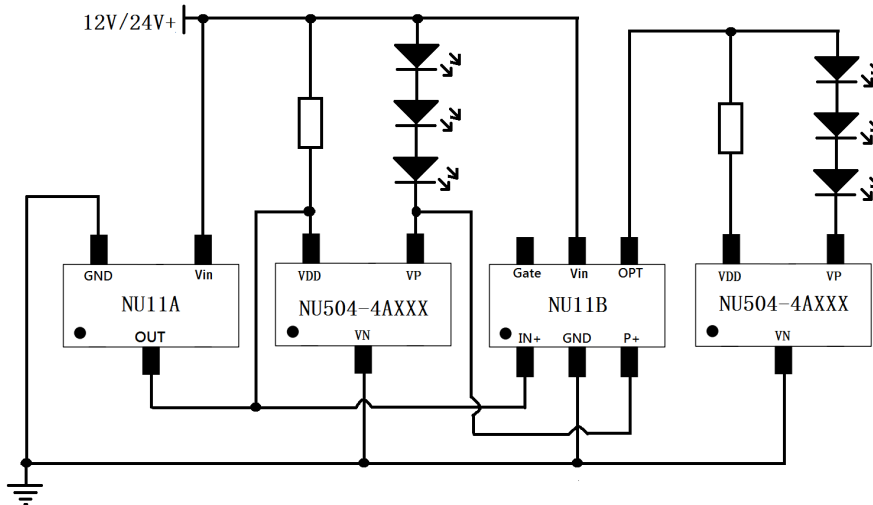 12V/24V+
GND
Vin
NU11A
OUT
VDD
VP
NU504-4AXXX
VN
Gate
Vin
OPT
NU11B
IN+
GND
P+
VDD
VP
NU504-4AXXX
VN